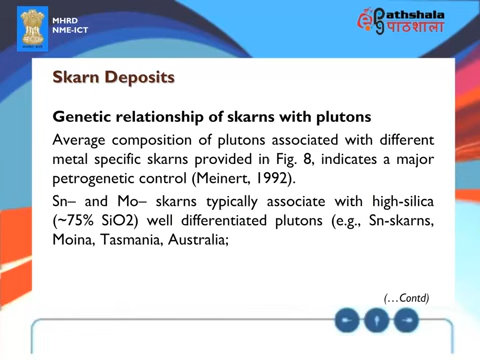 MHRD
NME-ICT
Pathshala
पाठशाला
Skarn Deposits
Genetic relationship of skarns with plutons
Average composition of plutons associated with different
metal specific skarns provided in Fig. 8, indicates a major
petrogenetic control (Meinert, 1992).
Sn– and Mo– skarns typically associate with high-silica
(~75% SiO2) well differentiated plutons (e.g., Sn-skarns,
Moina, Tasmania, Australia;
(…Contd)